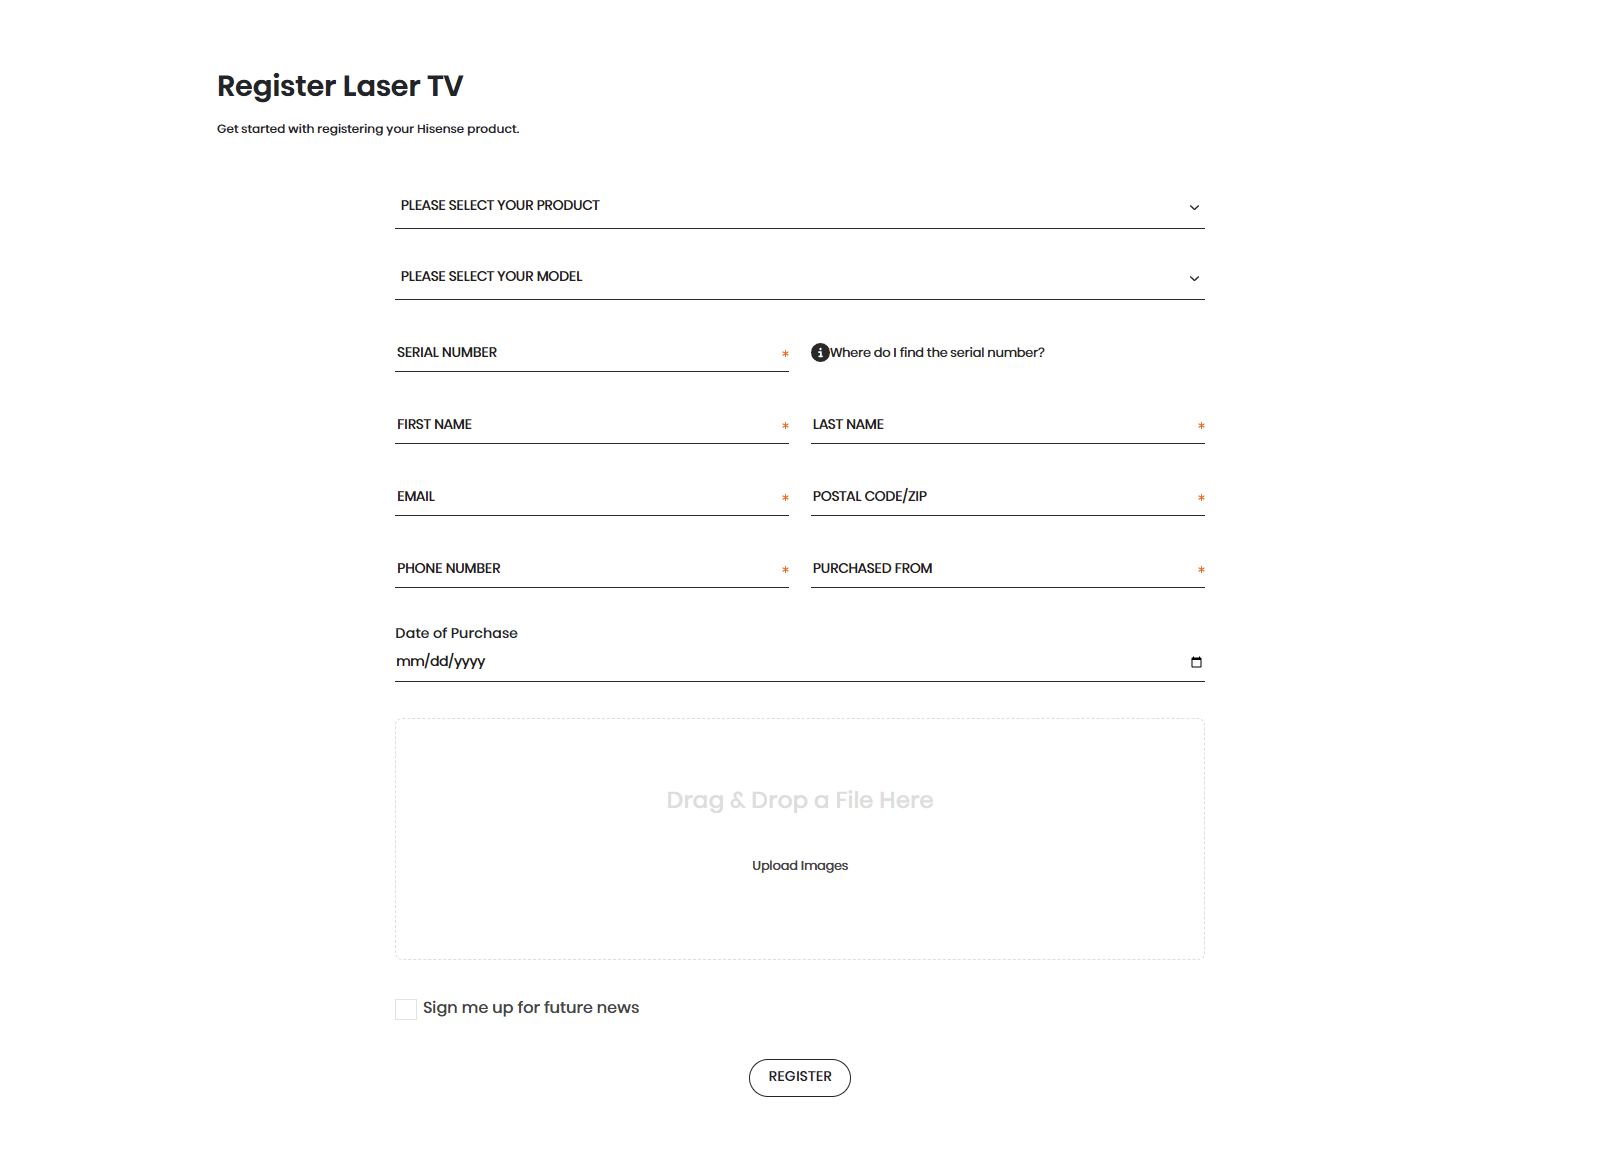 Register Laser TV
Get started with registering your Hisense product.
PLEASE SELECT YOUR PRODUCT
PLEASE SELECT YOUR MODEL
SERIAL NUMBER *
Where do I find the serial number?
FIRST NAME *
LAST NAME *
EMAIL *
POSTAL CODE/ZIP *
PHONE NUMBER *
PURCHASED FROM *
Date of Purchase
mm/dd/yyyy
Drag & Drop a File Here
Upload Images
Sign me up for future news
REGISTER